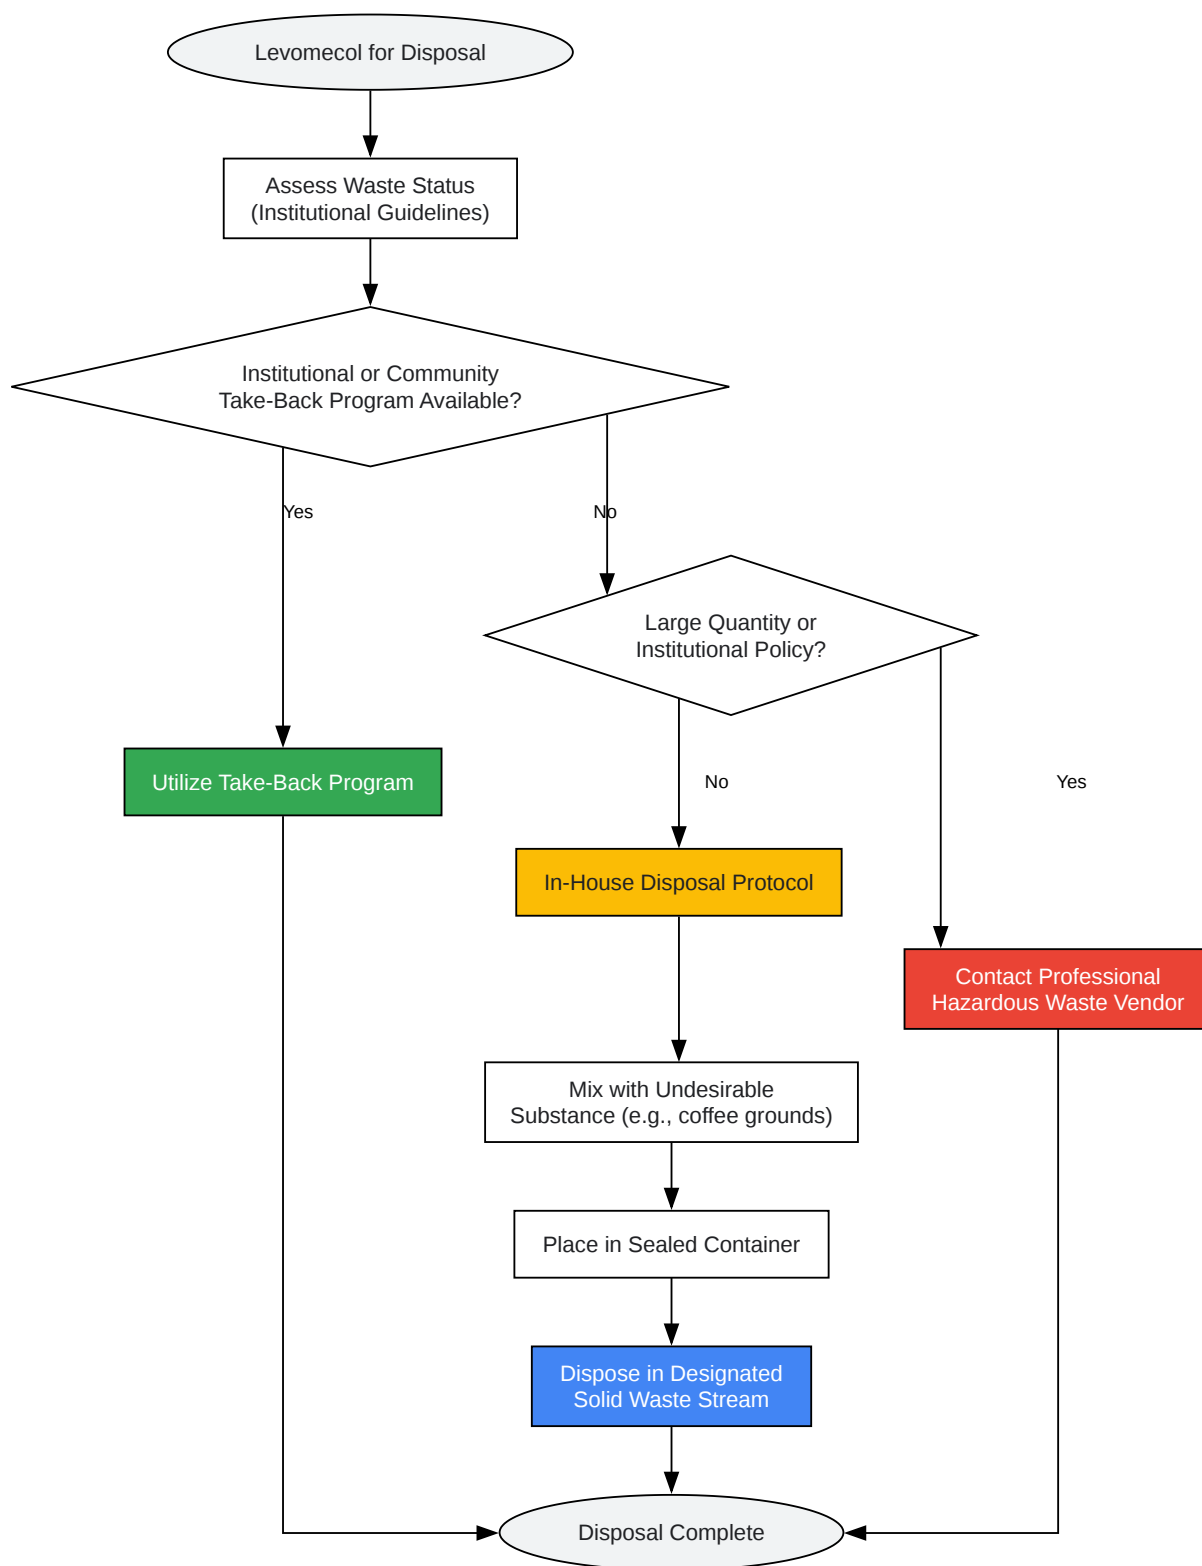 Levomecol for Disposal
Assess Waste Status
(Institutional Guidelines)
Institutional or Community
Take-Back Program Available?
Yes
No
Large Quantity or
Institutional Policy?
Utilize Take-Back Program
No
Yes
In-House Disposal Protocol
Contact Professional
Hazardous Waste Vendor
Mix with Undesirable
Substance (e.g., coffee grounds)
Place in Sealed Container
Dispose in Designated
Solid Waste Stream
Disposal Complete